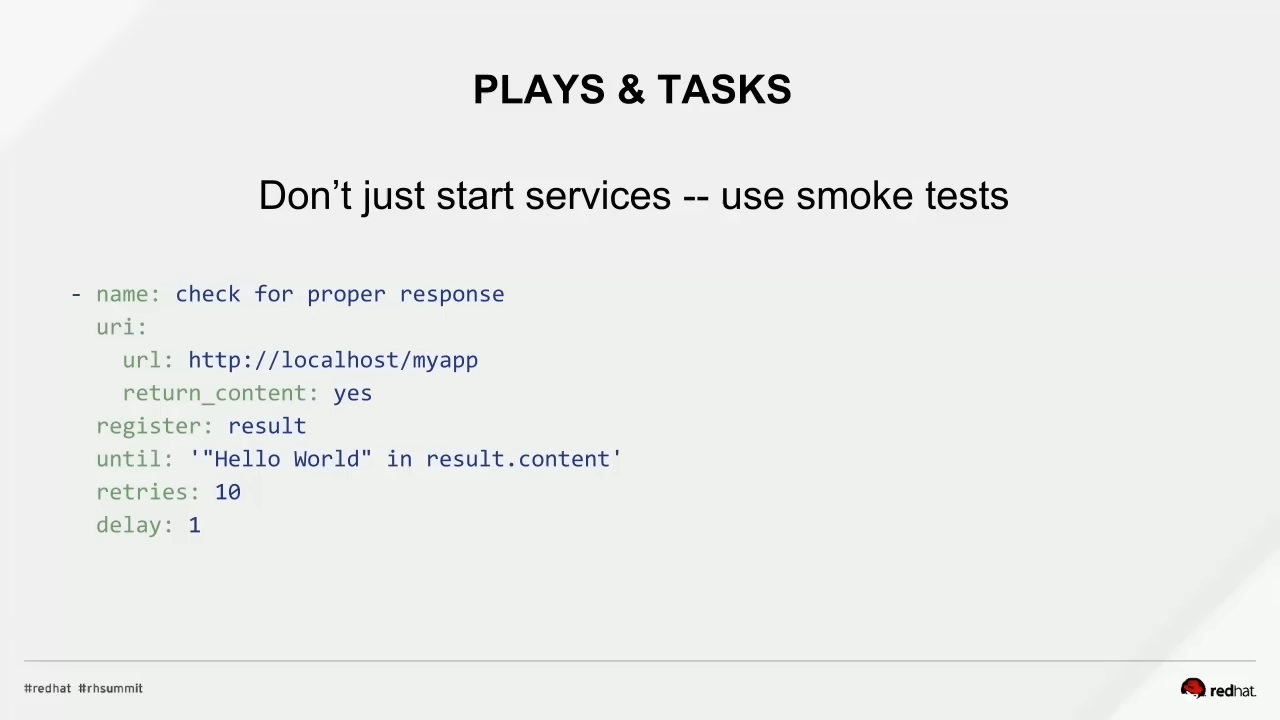 PLAYS & TASKS
Don’t just start services -- use smoke tests
- name: check for proper response
  uri:
    url: http://localhost/myapp
    return_content: yes
  register: result
  until: '"Hello World" in result.content'
  retries: 10
  delay: 1
#redhat #rhsummit
redhat.